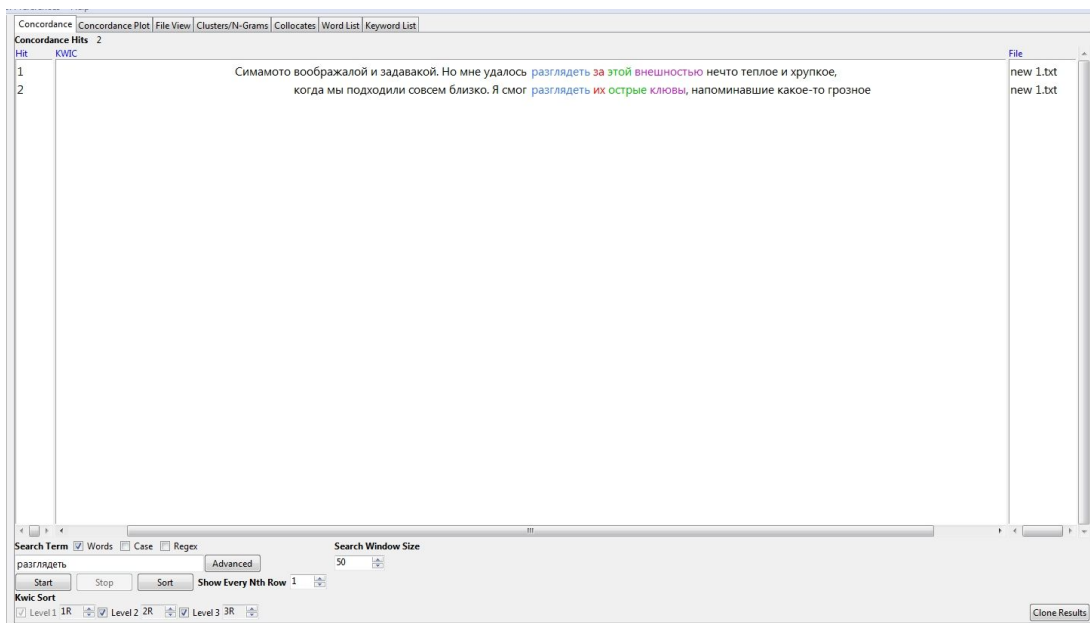 Concordance Concordance Plot File View Clusters/N-Grams Collocates Word List Keyword List
Concordance Hits 2
Hit KWIC File
1 Симамото воображалой и задавакой. Но мне удалось разглядеть за этой внешностью нечто теплое и хрупкое, new 1.txt
2 когда мы подходили совсем близко. Я смог разглядеть их острые клювы, напоминавшие какое-то грозное new 1.txt
Search Term Words Case Regex Search Window Size
разглядеть Advanced 50
Start Stop Sort Show Every Nth Row 1
Kwic Sort
Level 1 1R Level 2 2R Level 3 3R Clone Results